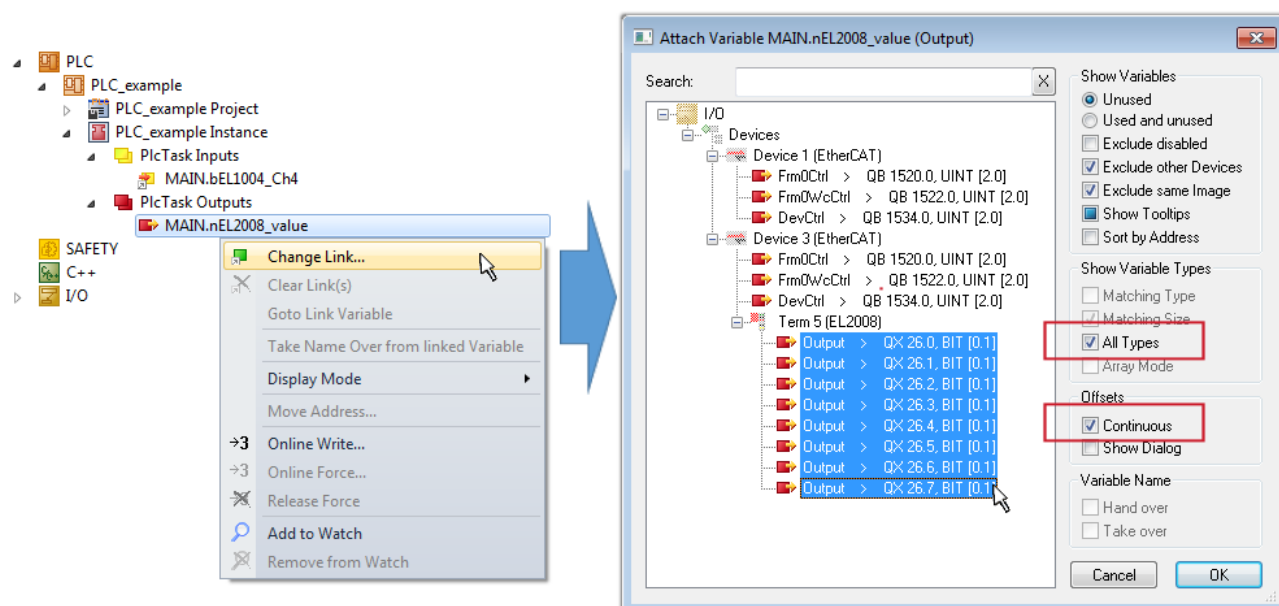 PLC
PLC_example
PLC_example Project
PLC_example Instance
PlcTask Inputs
MAIN.bEL1004_Ch4
PlcTask Outputs
MAIN.nEL2008_value
SAFETY
C++
I/O
Change Link...
Clear Link(s)
Goto Link Variable
Take Name Over from linked Variable
Display Mode
Move Address...
→3 Online Write...
→3 Online Force...
Release Force
Add to Watch
Remove from Watch
Attach Variable MAIN.nEL2008_value (Output)
Search:
X
I/O
Devices
Device 1 (EtherCAT)
Frm0Ctrl > QB 1520.0, UINT [2.0]
Frm0WcCtrl > QB 1522.0, UINT [2.0]
DevCtrl > QB 1534.0, UINT [2.0]
Device 3 (EtherCAT)
Frm0Ctrl > QB 1520.0, UINT [2.0]
Frm0WcCtrl > QB 1522.0, UINT [2.0]
DevCtrl > QB 1534.0, UINT [2.0]
Term 5 (EL2008)
Output > QX 26.0, BIT [0.1]
Output > QX 26.1, BIT [0.1]
Output > QX 26.2, BIT [0.1]
Output > QX 26.3, BIT [0.1]
Output > QX 26.4, BIT [0.1]
Output > QX 26.5, BIT [0.1]
Output > QX 26.6, BIT [0.1]
Output > QX 26.7, BIT [0.1]
Show Variables
Unused
Used and unused
Exclude disabled
Exclude other Devices
Exclude same Image
Show Tooltips
Sort by Address
Show Variable Types
Matching Type
Matching Size
All Types
Array Mode
Offsets
Continuous
Show Dialog
Variable Name
Hand over
Take over
Cancel
OK